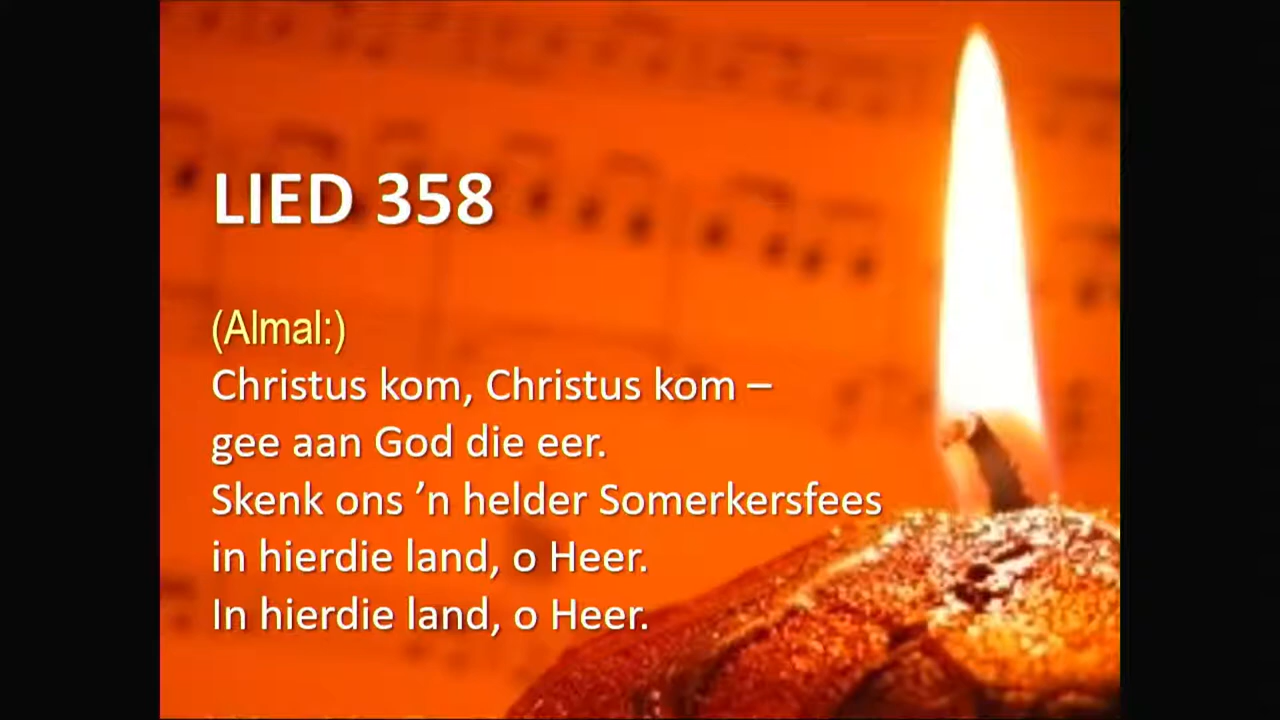 LIED 358
(Almal:)
Christus kom, Christus kom –
gee aan God die eer.
Skenk ons ’n helder Somerkersfees
in hierdie land, o Heer.
In hierdie land, o Heer.